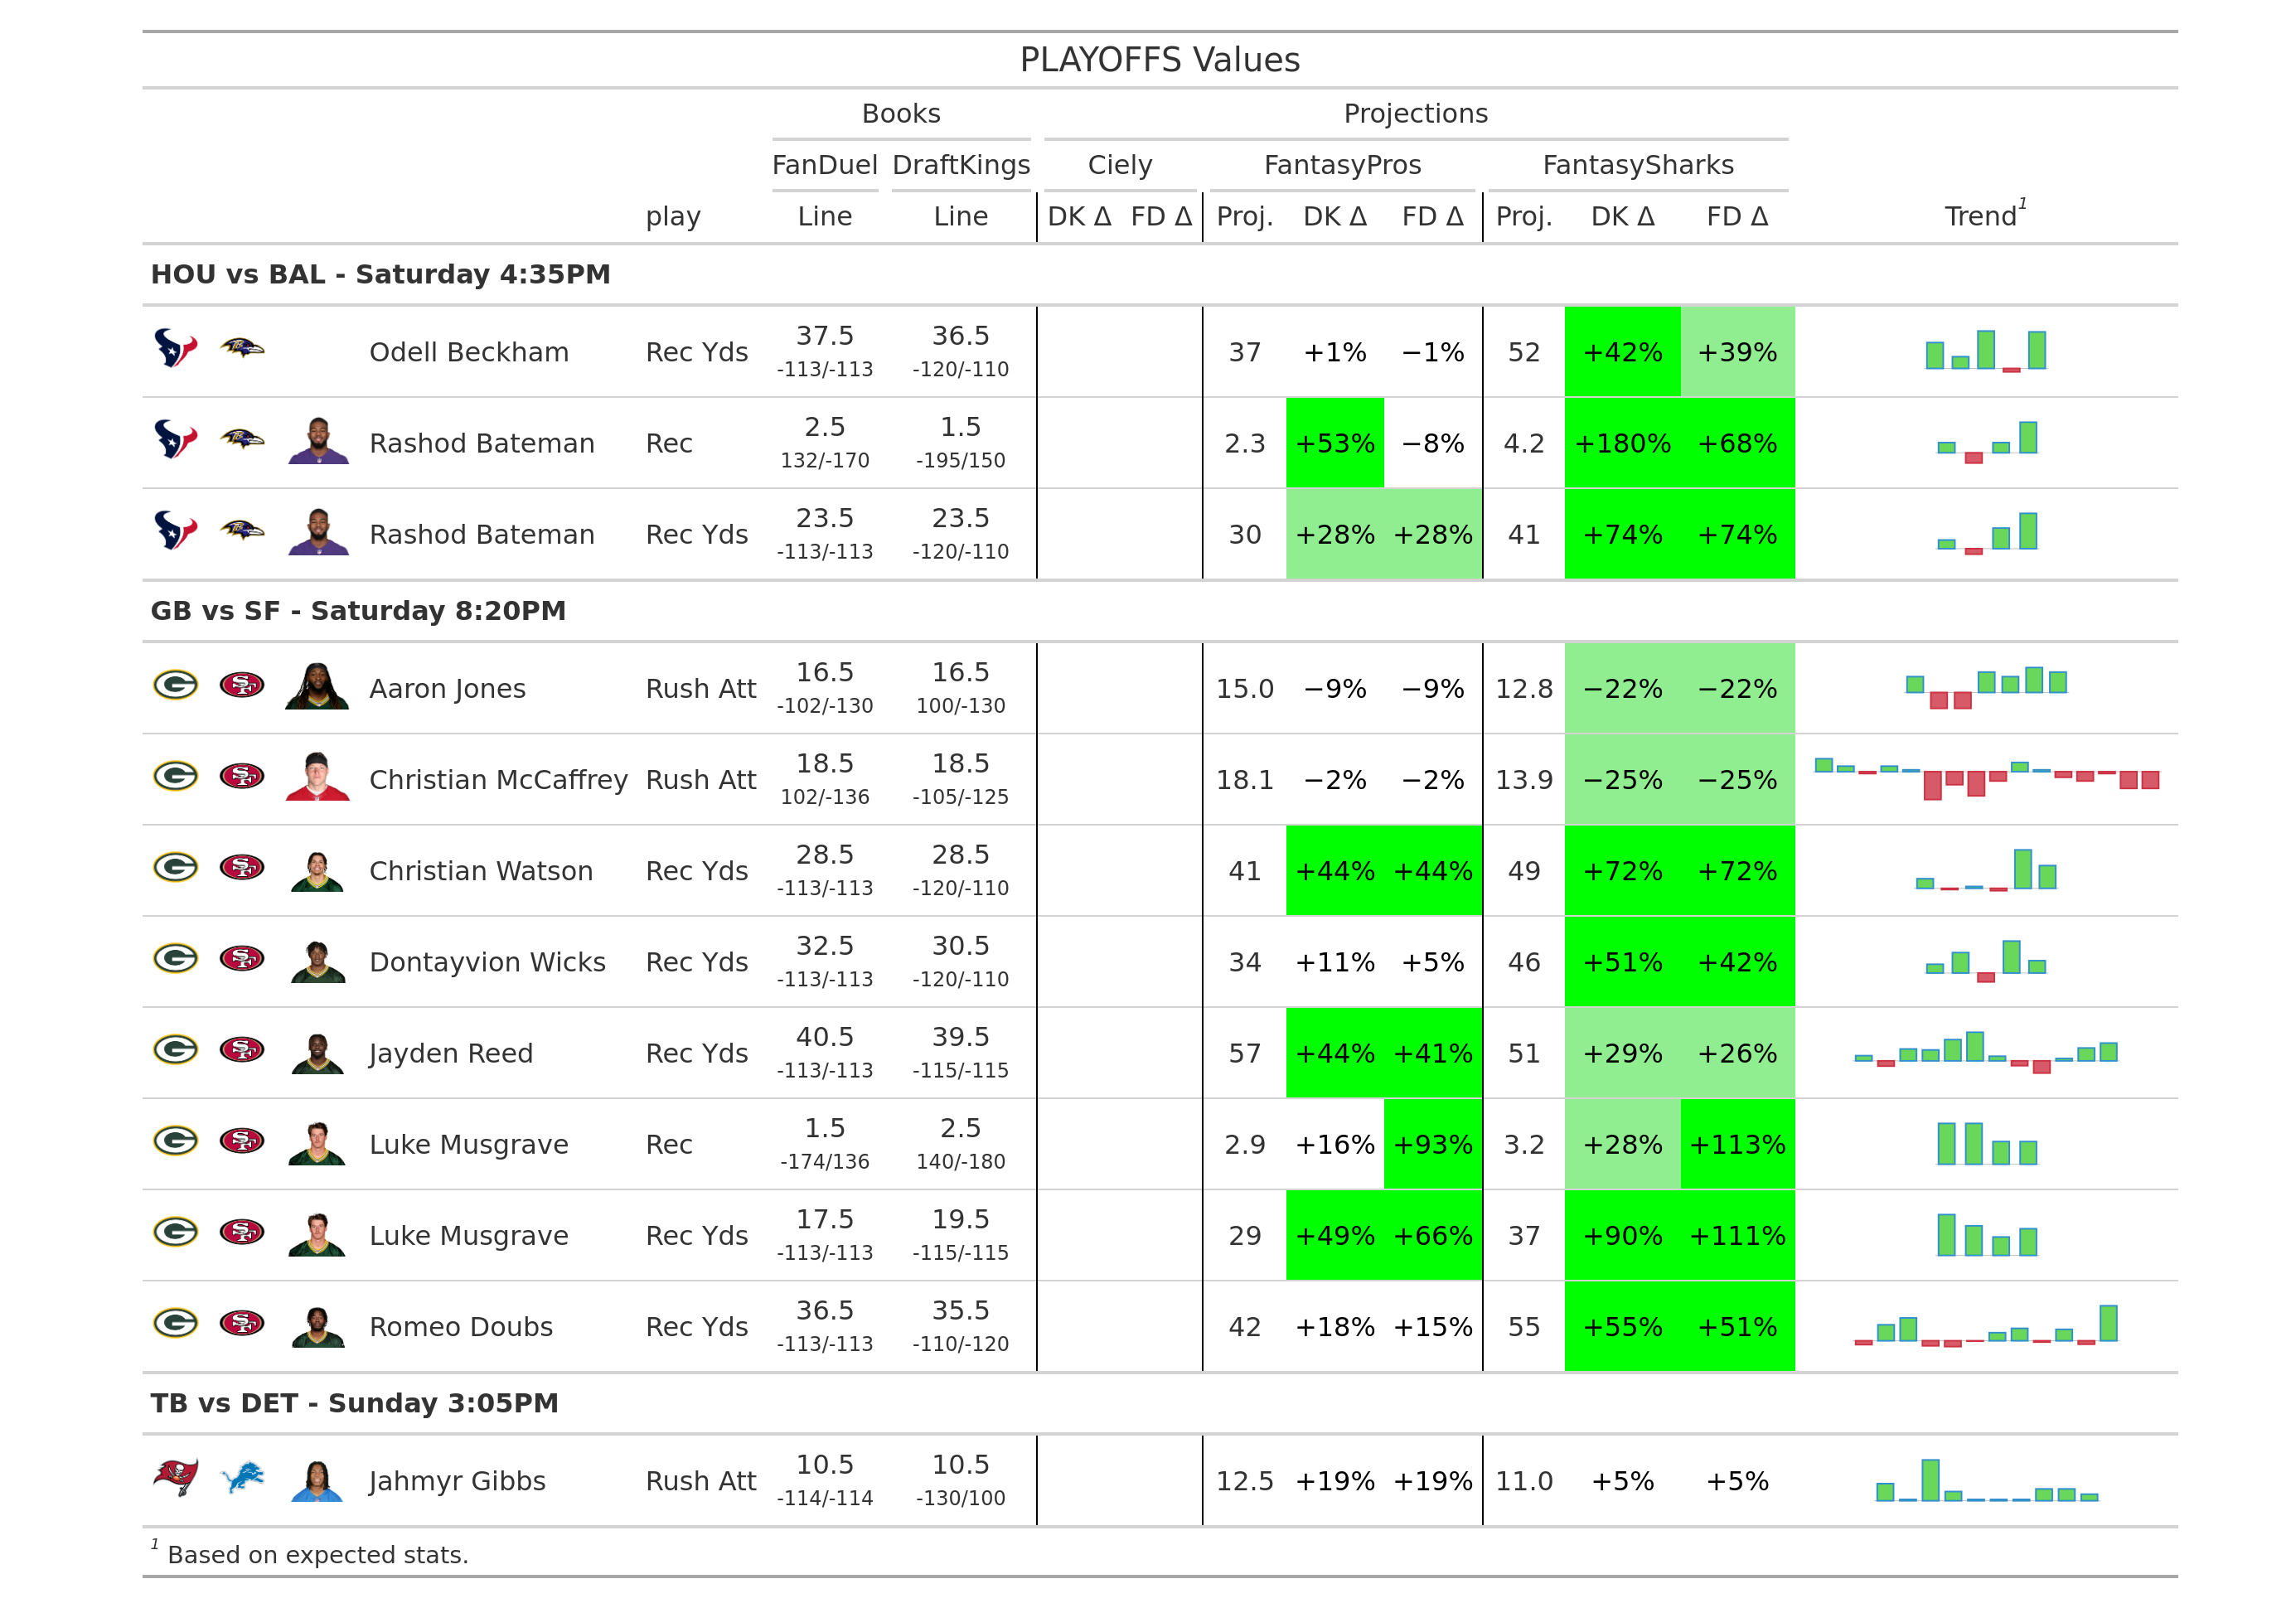 PLAYOFFS Values
Books Projections
FanDuel DraftKings Ciely FantasyPros FantasySharks
play Line Line DK Δ FD Δ Proj. DK Δ FD Δ Proj. DK Δ FD Δ Trend1
HOU vs BAL - Saturday 4:35PM
Odell Beckham Rec Yds 37.5 36.5 37 +1% −1% 52 +42% +39%
-113/-113 -120/-110
Rashod Bateman Rec 2.5 1.5 2.3 +53% −8% 4.2 +180% +68%
132/-170 -195/150
Rashod Bateman Rec Yds 23.5 23.5 30 +28% +28% 41 +74% +74%
-113/-113 -120/-110
GB vs SF - Saturday 8:20PM
Aaron Jones Rush Att 16.5 16.5 15.0 −9% −9% 12.8 −22% −22%
-102/-130 100/-130
Christian McCaffrey Rush Att 18.5 18.5 18.1 −2% −2% 13.9 −25% −25%
102/-136 -105/-125
Christian Watson Rec Yds 28.5 28.5 41 +44% +44% 49 +72% +72%
-113/-113 -120/-110
Dontayvion Wicks Rec Yds 32.5 30.5 34 +11% +5% 46 +51% +42%
-113/-113 -120/-110
Jayden Reed Rec Yds 40.5 39.5 57 +44% +41% 51 +29% +26%
-113/-113 -115/-115
Luke Musgrave Rec 1.5 2.5 2.9 +16% +93% 3.2 +28% +113%
-174/136 140/-180
Luke Musgrave Rec Yds 17.5 19.5 29 +49% +66% 37 +90% +111%
-113/-113 -115/-115
Romeo Doubs Rec Yds 36.5 35.5 42 +18% +15% 55 +55% +51%
-113/-113 -110/-120
TB vs DET - Sunday 3:05PM
Jahmyr Gibbs Rush Att 10.5 10.5 12.5 +19% +19% 11.0 +5% +5%
-114/-114 -130/100
1 Based on expected stats.